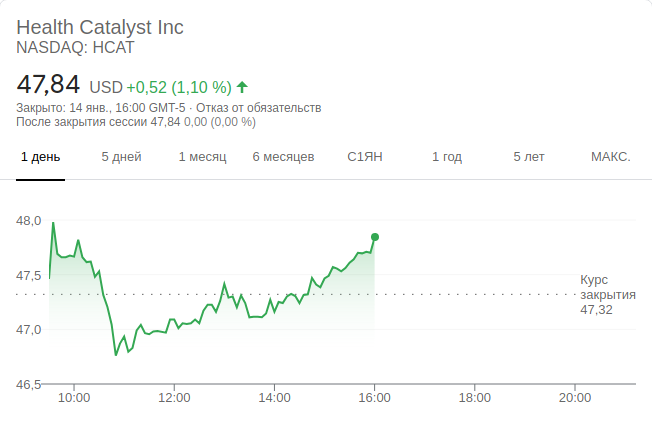 Health Catalyst Inc
NASDAQ: HCAT
47,84 USD +0,52 (1,10 %)
Закрыто: 14 янв., 16:00 GMT-5 · Отказ от обязательств
После закрытия сессии 47,84 0,00 (0,00 %)
1 день 5 дней 1 месяц 6 месяцев С1ЯН 1 год 5 лет МАКС.
48,0
47,5
Курс
закрытия
47,32
47,0
46,5
10:00 12:00 14:00 16:00 18:00 20:00